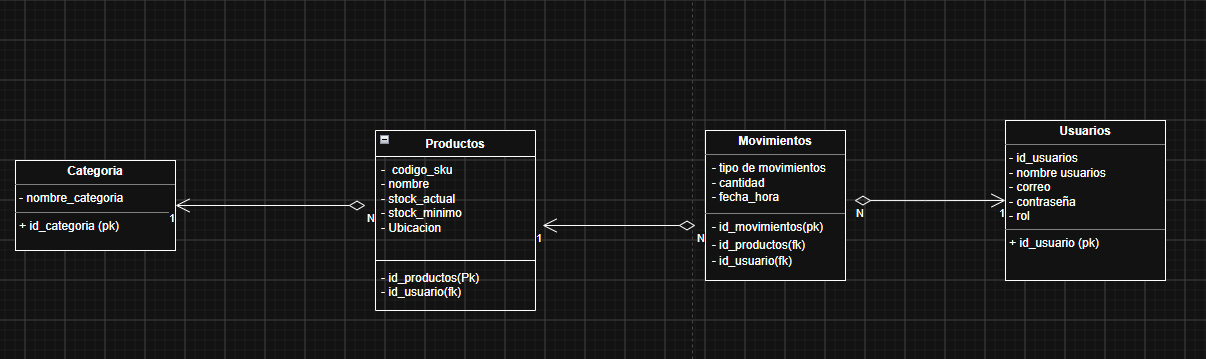 Categoria
- nombre_categoria
+ id_categoria (pk)
1
N
Productos
- codigo_sku
- nombre
- stock_actual
- stock_minimo
- Ubicacion
- id_productos(Pk)
- id_usuario(fk)
1
N
Movimientos
- tipo de movimientos
- cantidad
- fecha_hora
- id_movimientos(pk)
- id_productos(fk)
- id_usuario(fk)
N
1
Usuarios
- id_usuarios
- nombre usuarios
- correo
- contraseña
- rol
+ id_usuario (pk)